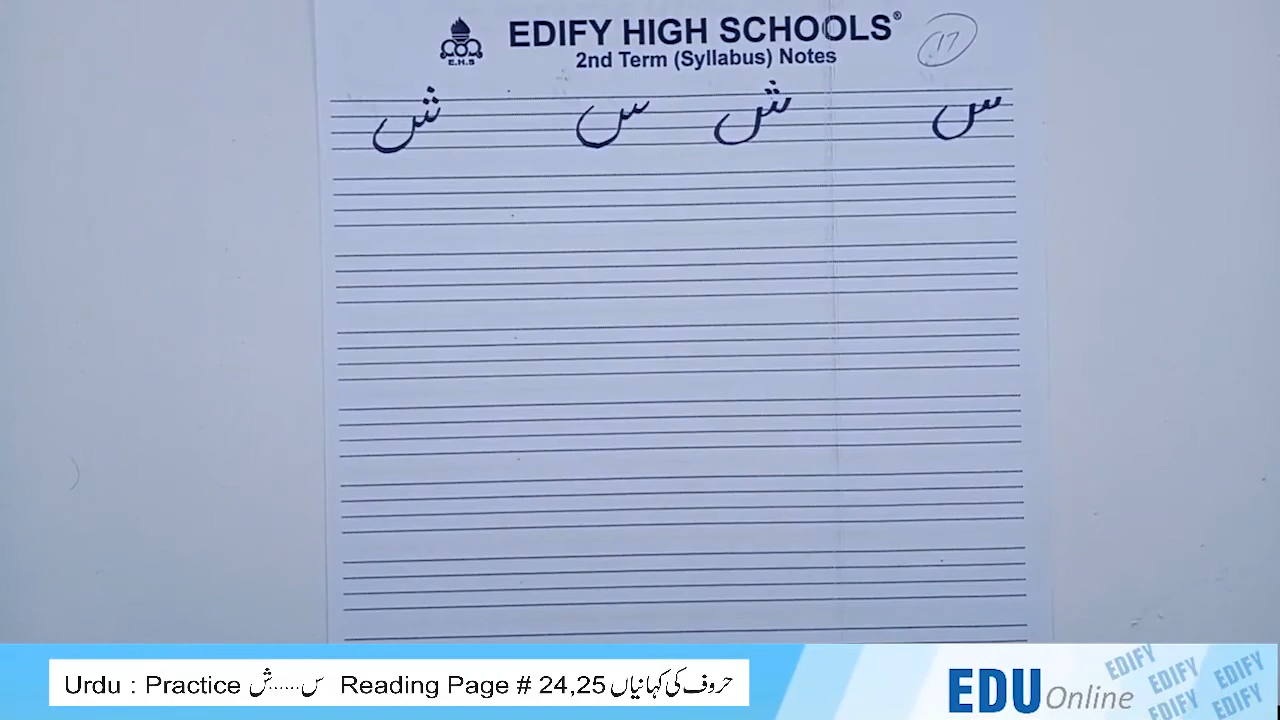 EDIFY HIGH SCHOOLS®
E.H.S
2nd Term (Syllabus) Notes
17
س ش س ش
Urdu : Practice س......ش Reading Page # 24,25 حروف کی کہانیاں
EDU Online
EDIFY EDIFY EDIFY
EDIFY EDIFY